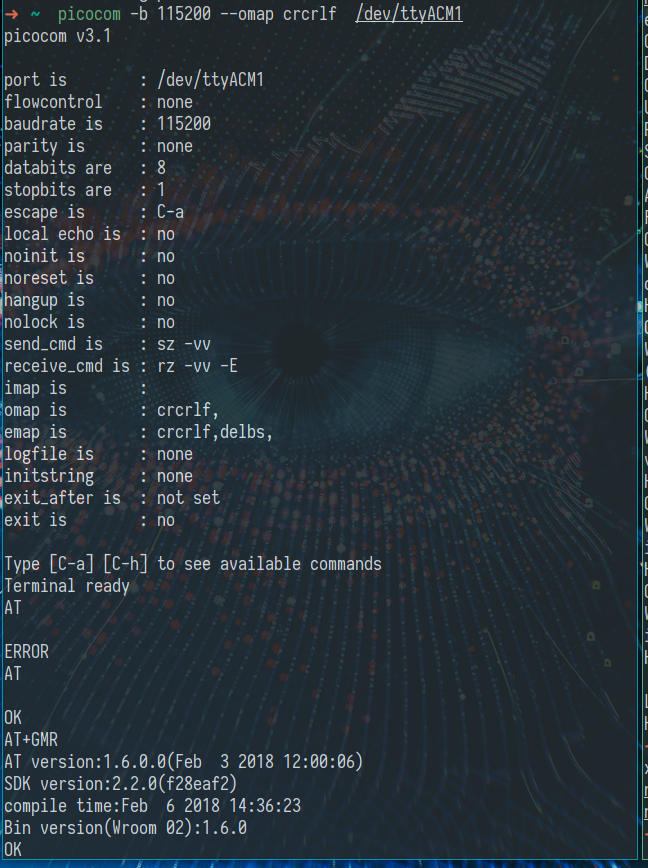 → ~ picocom -b 115200 --omap crcrlf /dev/ttyACM1
picocom v3.1
port is : /dev/ttyACM1
flowcontrol : none
baudrate is : 115200
parity is : none
databits are : 8
stopbits are : 1
escape is : C-a
local echo is : no
noinit is : no
noreset is : no
hangup is : no
nolock is : no
send_cmd is : sz -vv
receive_cmd is : rz -vv -E
imap is :
omap is : crcrlf,
emap is : crcrlf,delbs,
logfile is : none
initstring : none
exit_after is : not set
exit is : no
Type [C-a] [C-h] to see available commands
Terminal ready
AT
ERROR
AT
OK
AT+GMR
AT version:1.6.0.0(Feb  3 2018 12:00:06)
SDK version:2.2.0(f28eaf2)
compile time:Feb  6 2018 14:36:23
Bin version(Wroom 02):1.6.0
OK